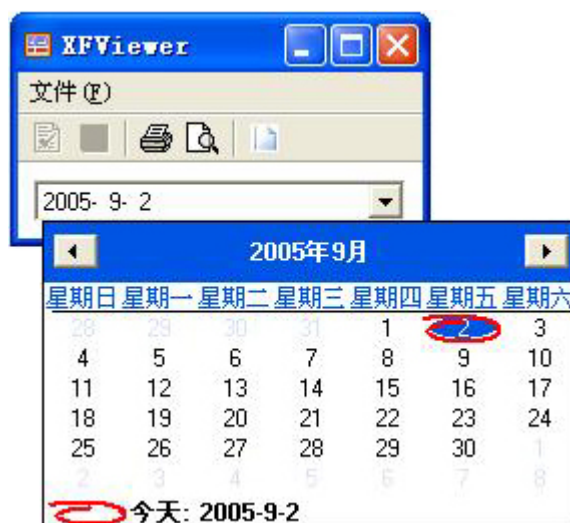 XFViewer
文件(F)
2005- 9- 2
2005年9月
星期日 星期一 星期二 星期三 星期四 星期五 星期六
28 29 30 31 1 2 3
4 5 6 7 8 9 10
11 12 13 14 15 16 17
18 19 20 21 22 23 24
25 26 27 28 29 30 1
2 3 4 5 6 7 8
今天: 2005-9-2